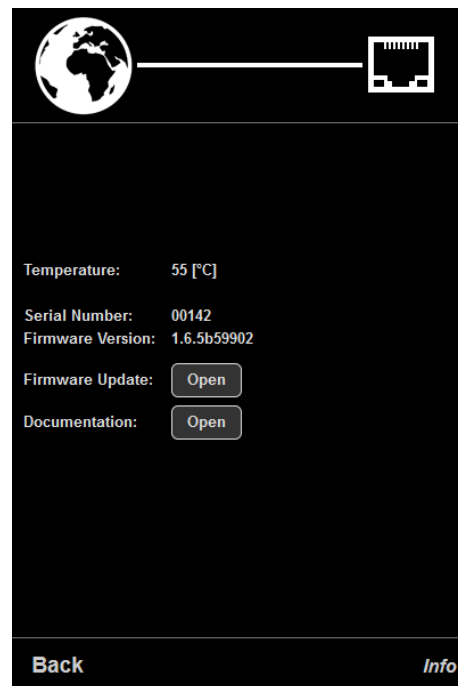 Temperature: 55 [°C]
Serial Number: 00142
Firmware Version: 1.6.5b59902
Firmware Update: Open
Documentation: Open
Back Info